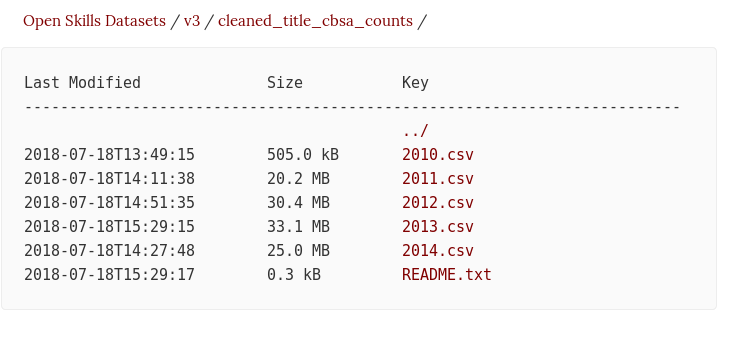 Open Skills Datasets / v3 / cleaned_title_cbsa_counts /
Last Modified Size Key
-------------------------------------------------------------------------
../
2018-07-18T13:49:15 505.0 kB 2010.csv
2018-07-18T14:11:38 20.2 MB 2011.csv
2018-07-18T14:51:35 30.4 MB 2012.csv
2018-07-18T15:29:15 33.1 MB 2013.csv
2018-07-18T14:27:48 25.0 MB 2014.csv
2018-07-18T15:29:17 0.3 kB README.txt